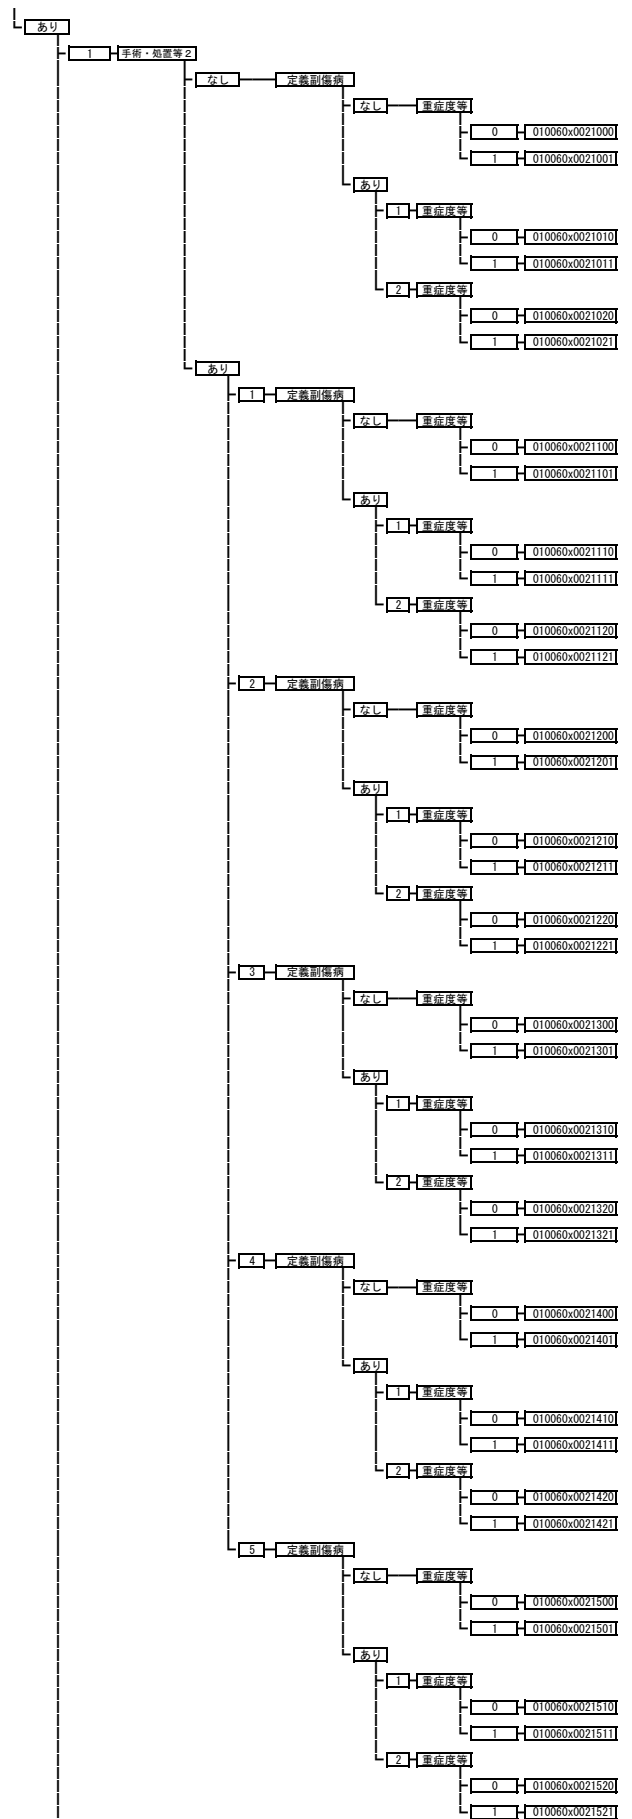 あり
1 手術・処置等２
なし 定義副傷病
なし 重症度等
0 010060x0021000
1 010060x0021001
あり
1 重症度等
0 010060x0021010
1 010060x0021011
2 重症度等
0 010060x0021020
1 010060x0021021
あり
1 定義副傷病
なし 重症度等
0 010060x0021100
1 010060x0021101
あり
1 重症度等
0 010060x0021110
1 010060x0021111
2 重症度等
0 010060x0021120
1 010060x0021121
2 定義副傷病
なし 重症度等
0 010060x0021200
1 010060x0021201
あり
1 重症度等
0 010060x0021210
1 010060x0021211
2 重症度等
0 010060x0021220
1 010060x0021221
3 定義副傷病
なし 重症度等
0 010060x0021300
1 010060x0021301
あり
1 重症度等
0 010060x0021310
1 010060x0021311
2 重症度等
0 010060x0021320
1 010060x0021321
4 定義副傷病
なし 重症度等
0 010060x0021400
1 010060x0021401
あり
1 重症度等
0 010060x0021410
1 010060x0021411
2 重症度等
0 010060x0021420
1 010060x0021421
5 定義副傷病
なし 重症度等
0 010060x0021500
1 010060x0021501
あり
1 重症度等
0 010060x0021510
1 010060x0021511
2 重症度等
0 010060x0021520
1 010060x0021521